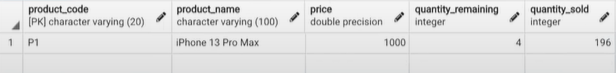 product_code product_name price quantity_remaining quantity_sold
[PK] character varying (20) character varying (100) double precision integer integer
1 P1 iPhone 13 Pro Max 1000 4 196